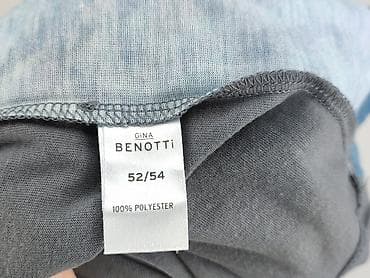 GINA
BENOTTi
52/54
100% POLYESTER